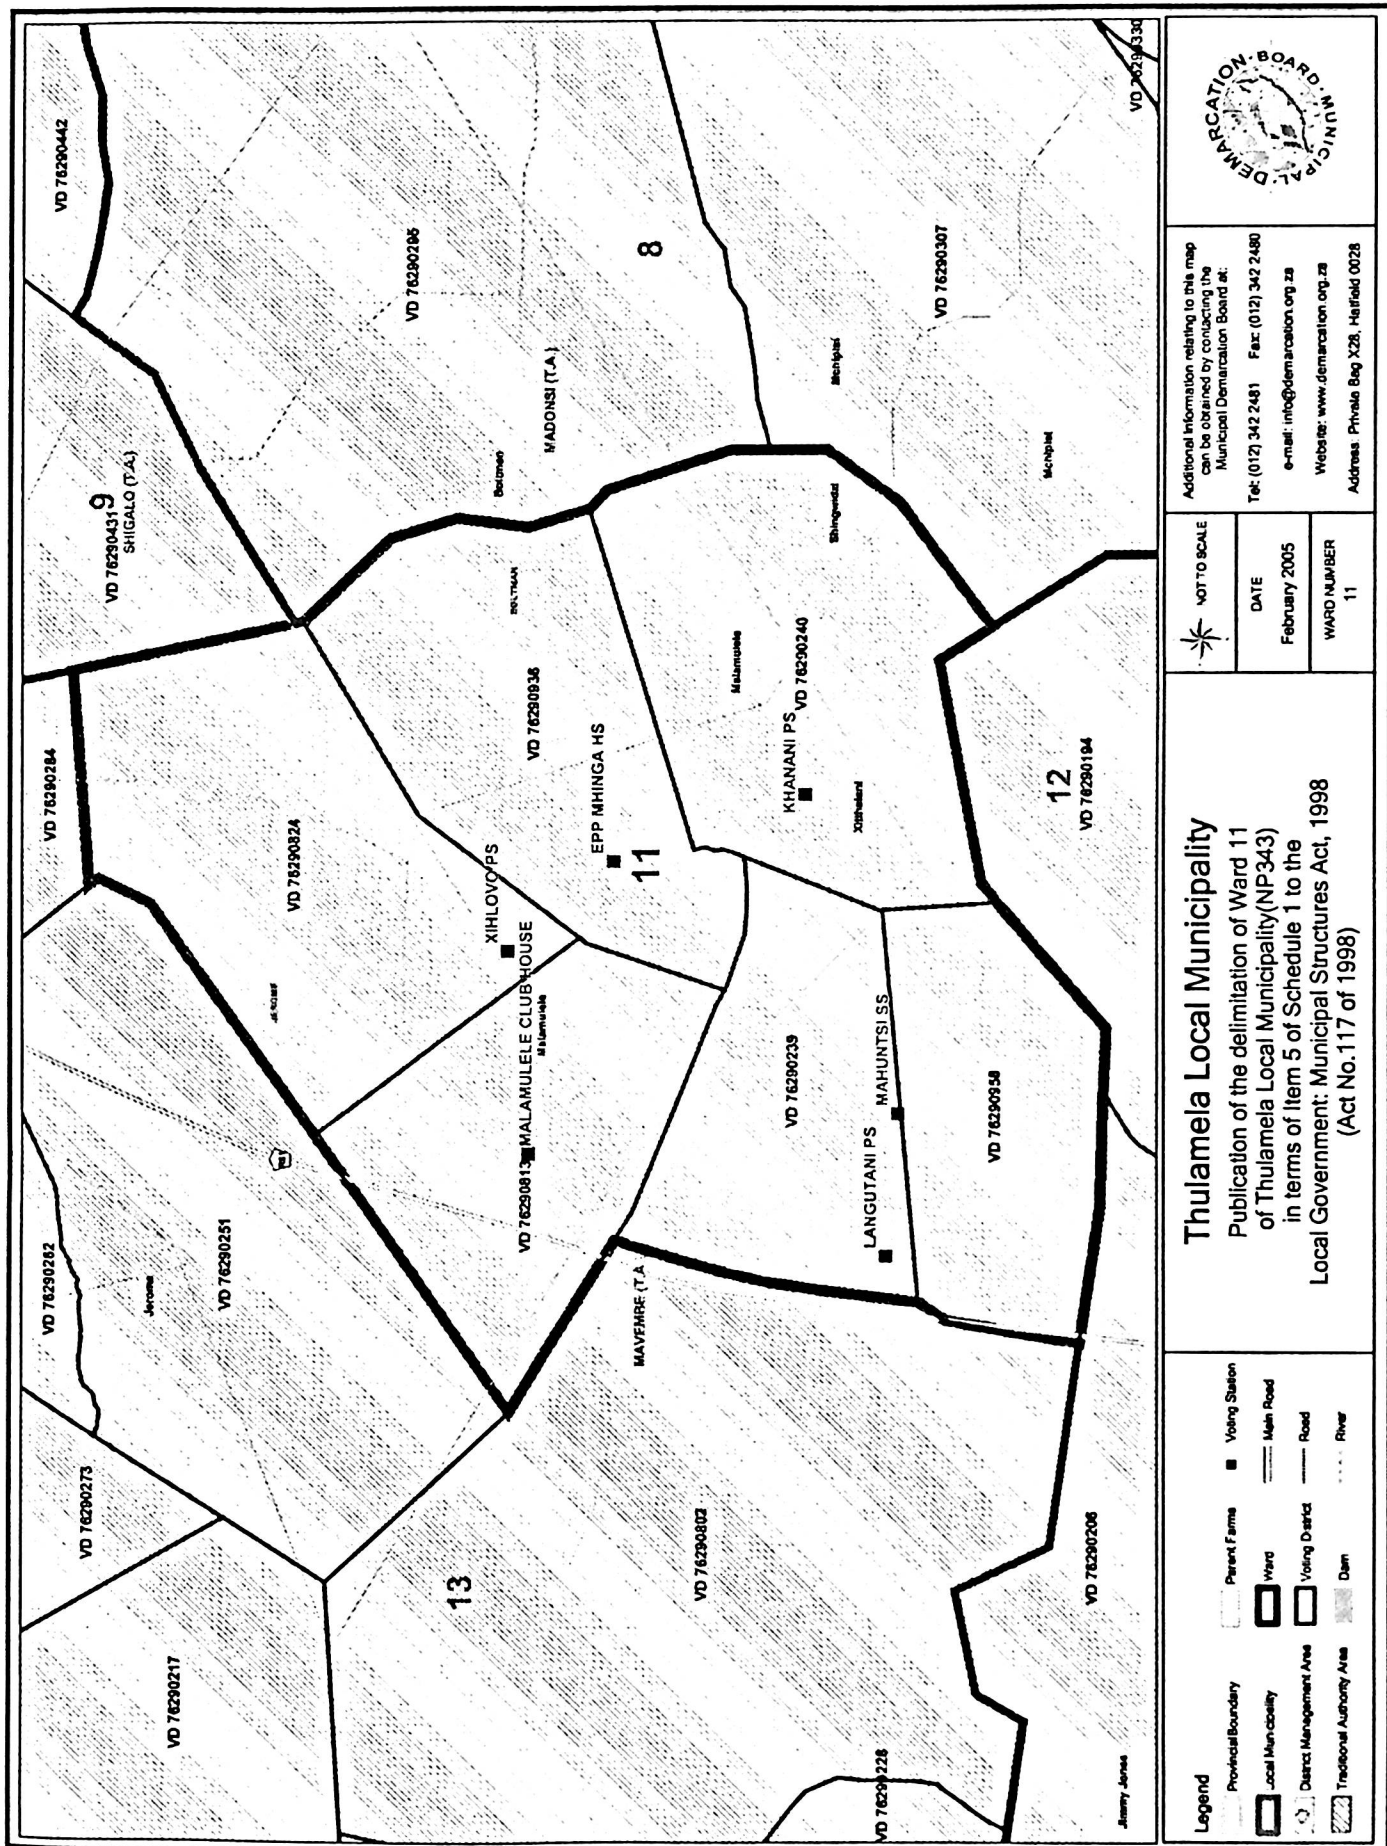 VD 76290442
VD 76290284
VD 76290431
9
SHIGALO (T.A.)
VD 76290295
8
MADONSI (T.A.)
VD 76290307
VD 76290282
Jerome
VD 76290251
VD 76290824
XIHLOVO PS
VD 76290936
EPP MHINGA HS
11
VD 76290813
MALAMULELE CLUB HOUSE
Malamulele
Malamulele
VD 76290240
KHANANI PS
VD 76290239
MAHUNTSI SS
LANGUTANI PS
VD 76290958
12
VD 76290194
VD 76290273
VD 76290217
13
VD 76290802
VD 76290206
Jimmy Jones
Legend
Provincial Boundary
Local Municipality
District Management Area
Traditional Authority Area
Parent Farms
Ward
Voting District
Dam
Voting Station
Main Road
Road
River
Thulamela Local Municipality
Publication of the delimitation of Ward 11
of Thulamela Local Municipality(NP343)
in terms of Item 5 of Schedule 1 to the
Local Government: Municipal Structures Act, 1998
(Act No.117 of 1998)
NOT TO SCALE
DATE
February 2005
WARD NUMBER
11
Additional information relating to this map
can be obtained by contacting the
Municipal Demarcation Board at:
Tel: (012) 342 2481 Fax: (012) 342 2480
e-mail: info@demarcation.org.za
Website: www.demarcation.org.za
Address: Private Bag X28, Hatfield 0028
MUNICIPAL DEMARCATION BOARD